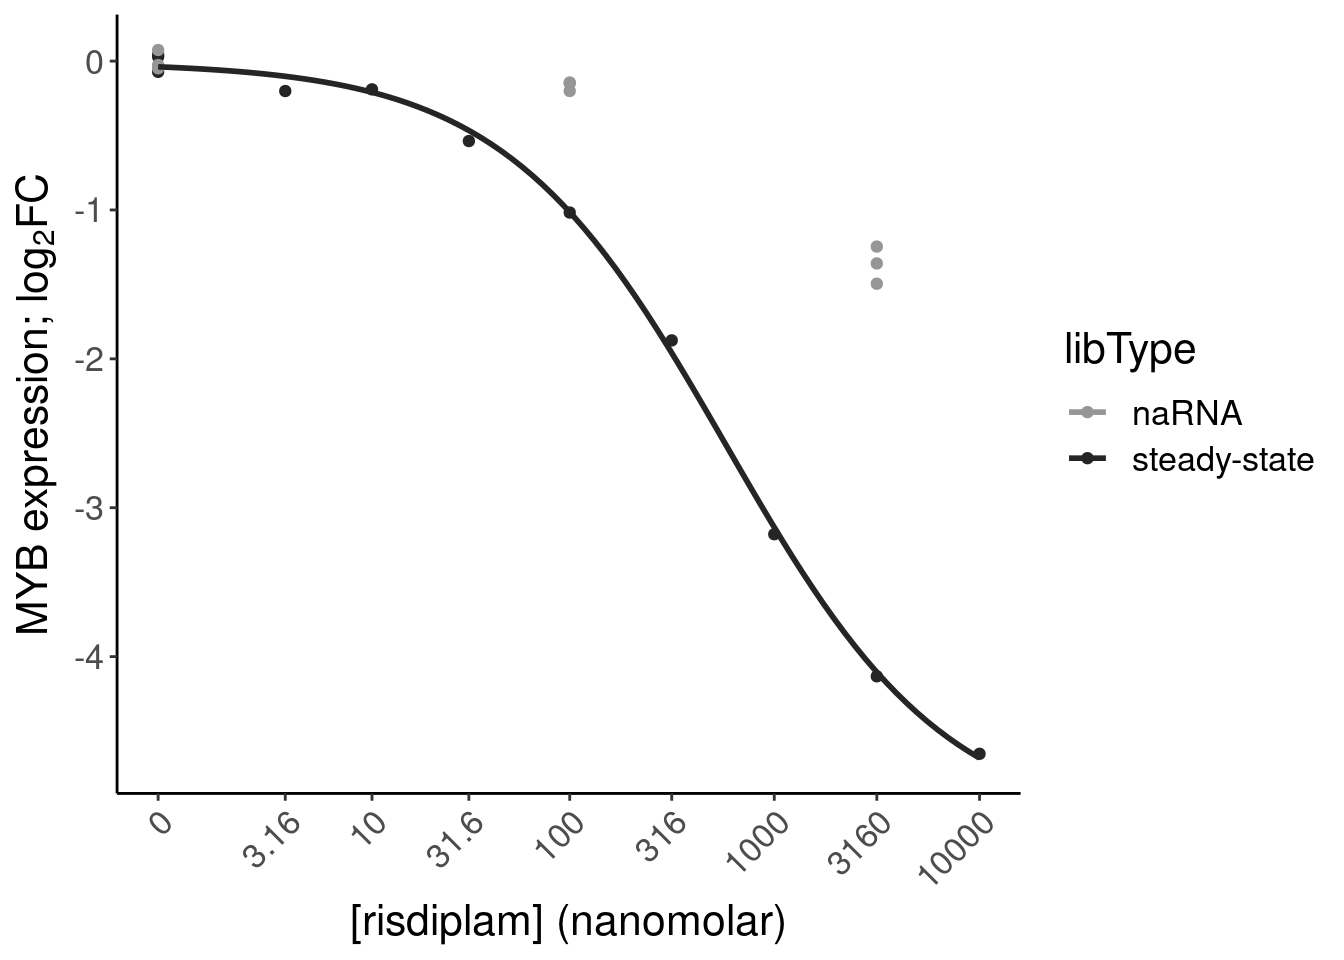 MYB expression; log₂FC
0
-1
-2
-3
-4
0
3.16
10
31.6
100
316
1000
3160
10000
[risdiplam] (nanomolar)
libType
naRNA
steady-state